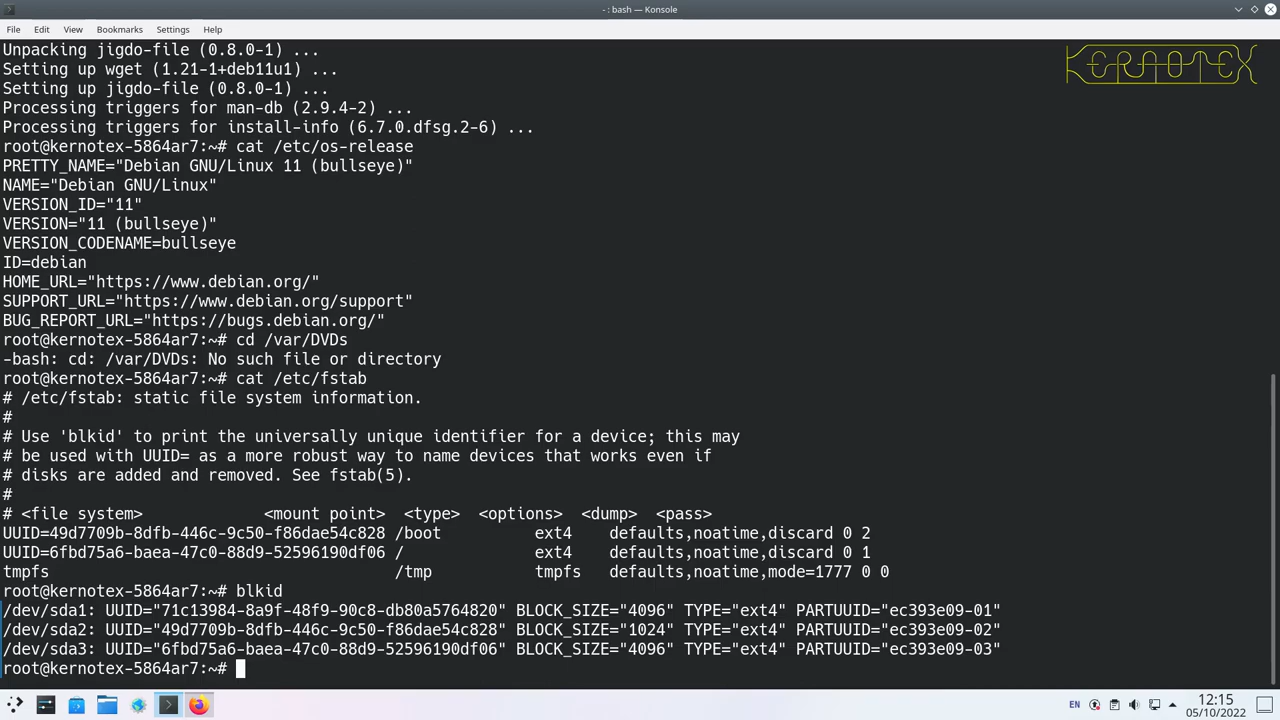 - : bash — Konsole
File Edit View Bookmarks Settings Help
KERNOTEX
Unpacking jigdo-file (0.8.0-1) ...
Setting up wget (1.21-1+deb11u1) ...
Setting up jigdo-file (0.8.0-1) ...
Processing triggers for man-db (2.9.4-2) ...
Processing triggers for install-info (6.7.0.dfsg.2-6) ...
root@kernotex-5864ar7:~# cat /etc/os-release
PRETTY_NAME="Debian GNU/Linux 11 (bullseye)"
NAME="Debian GNU/Linux"
VERSION_ID="11"
VERSION="11 (bullseye)"
VERSION_CODENAME=bullseye
ID=debian
HOME_URL="https://www.debian.org/"
SUPPORT_URL="https://www.debian.org/support"
BUG_REPORT_URL="https://bugs.debian.org/"
root@kernotex-5864ar7:~# cd /var/DVDs
-bash: cd: /var/DVDs: No such file or directory
root@kernotex-5864ar7:~# cat /etc/fstab
# /etc/fstab: static file system information.
#
# Use 'blkid' to print the universally unique identifier for a device; this may
# be used with UUID= as a more robust way to name devices that works even if
# disks are added and removed. See fstab(5).
#
# <file system> <mount point> <type> <options> <dump> <pass>
UUID=49d7709b-8dfb-446c-9c50-f86dae54c828 /boot ext4 defaults,noatime,discard 0 2
UUID=6fbd75a6-baea-47c0-88d9-52596190df06 / ext4 defaults,noatime,discard 0 1
tmpfs /tmp tmpfs defaults,noatime,mode=1777 0 0
root@kernotex-5864ar7:~# blkid
/dev/sda1: UUID="71c13984-8a9f-48f9-90c8-db80a5764820" BLOCK_SIZE="4096" TYPE="ext4" PARTUUID="ec393e09-01"
/dev/sda2: UUID="49d7709b-8dfb-446c-9c50-f86dae54c828" BLOCK_SIZE="1024" TYPE="ext4" PARTUUID="ec393e09-02"
/dev/sda3: UUID="6fbd75a6-baea-47c0-88d9-52596190df06" BLOCK_SIZE="4096" TYPE="ext4" PARTUUID="ec393e09-03"
root@kernotex-5864ar7:~#
EN
12:15
05/10/2022